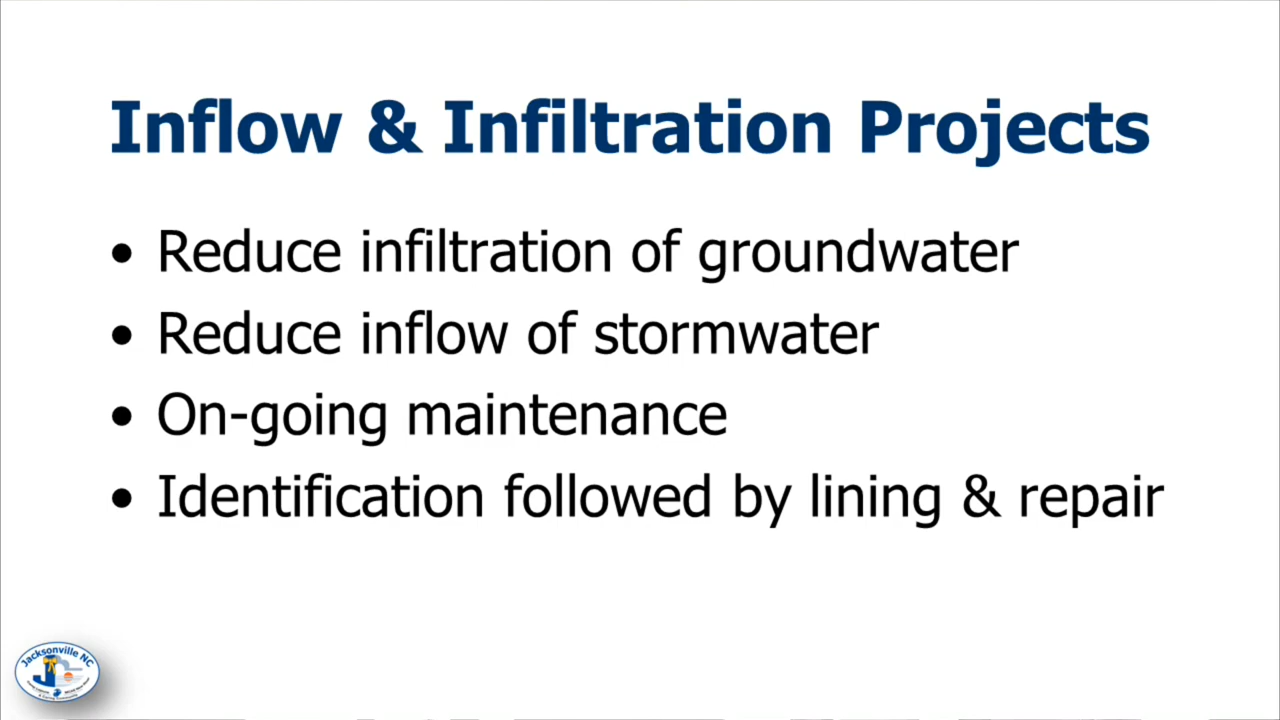 Inflow & Infiltration Projects
• Reduce infiltration of groundwater
• Reduce inflow of stormwater
• On-going maintenance
• Identification followed by lining & repair
Jacksonville NC